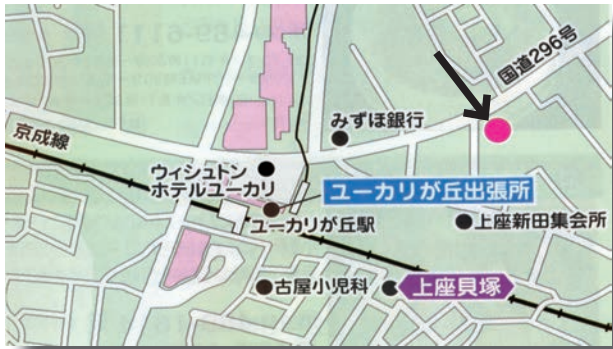 国道296号
みずほ銀行
京成線
ウィシュトン
ホテルユーカリ
ユーカリが丘出張所
ユーカリが丘駅
上座新田集会所
古屋小児科
上座貝塚